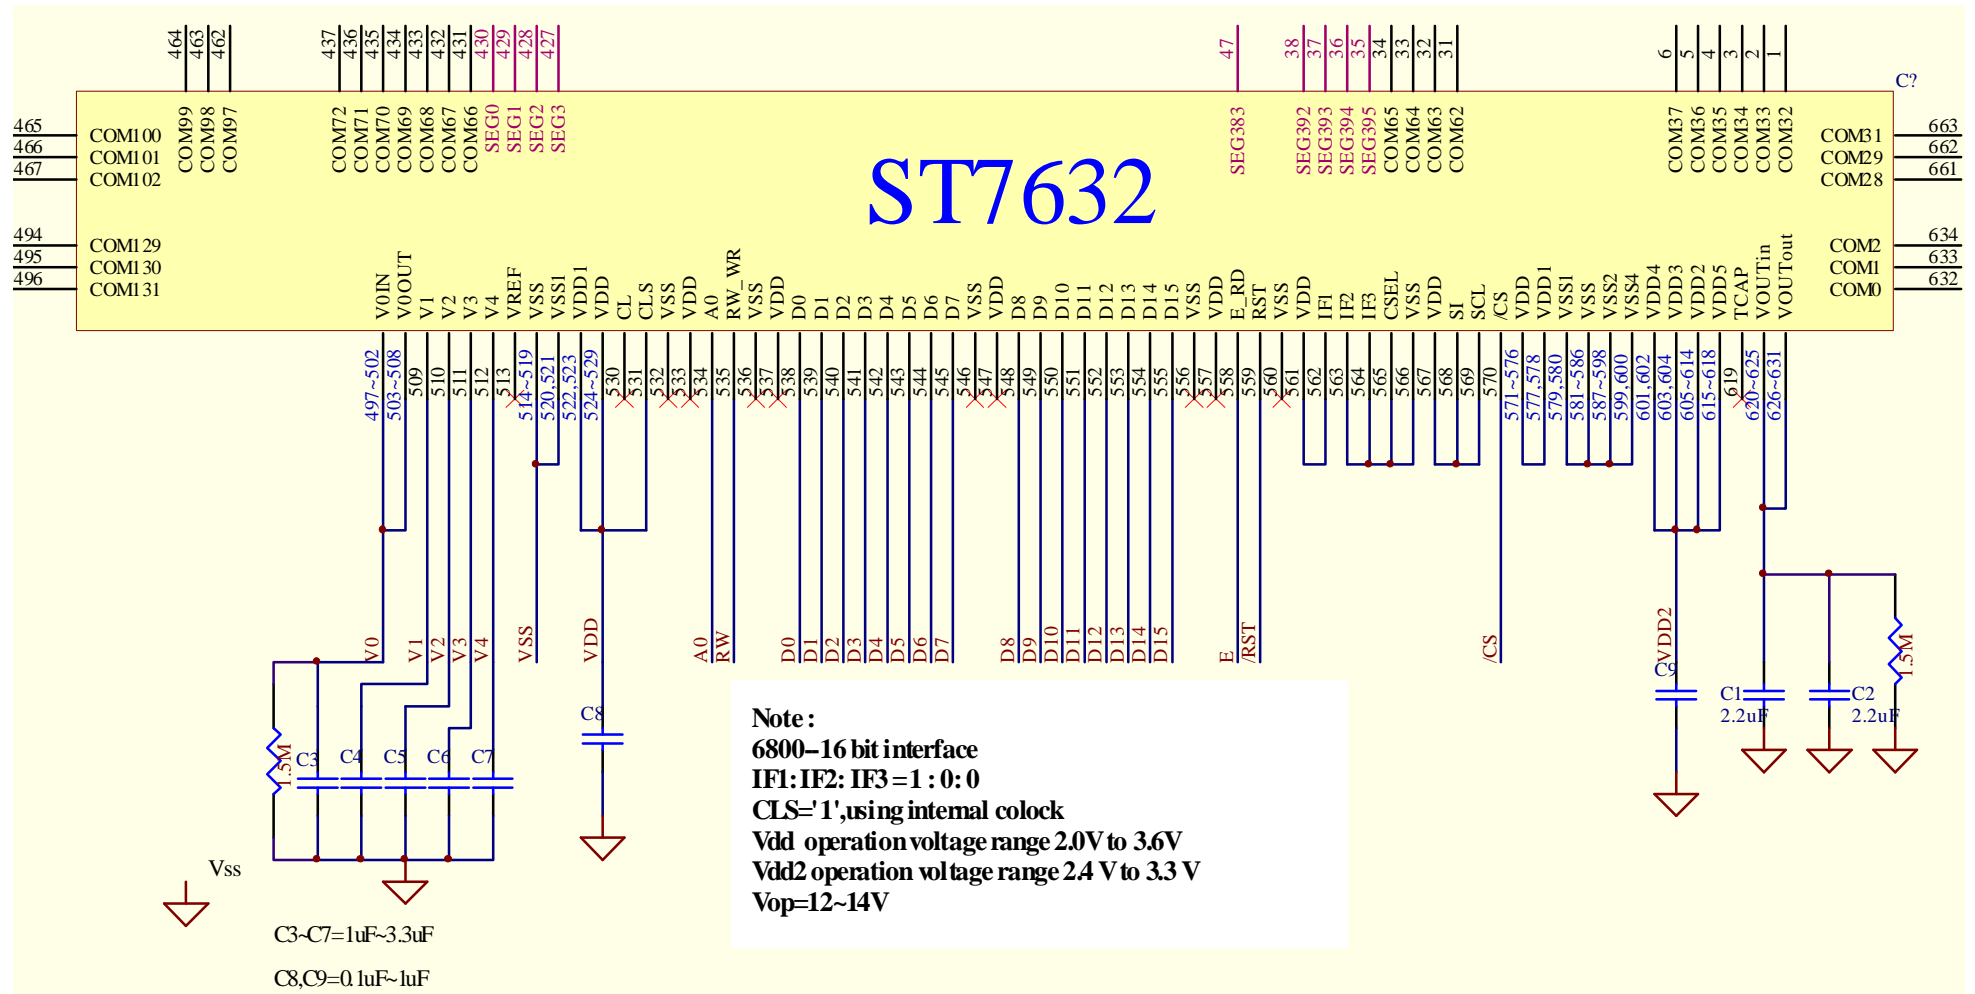 464 463 462 437 436 435 434 433 432 431 430 429 428 427 47 38 37 36 35 34 33 32 31 6 5 4 3 2 1
C?
COM99 COM98 COM97 COM72 COM71 COM70 COM69 COM68 COM67 COM66 SEG0 SEG1 SEG2 SEG3 SEG383 SEG392 SEG393 SEG394 SEG395 COM65 COM64 COM63 COM62 COM37 COM36 COM35 COM34 COM33 COM32
465 COM100
466 COM101
467 COM102
494 COM129
495 COM130
496 COM131
ST7632
COM31 663
COM29 662
COM28 661
COM2 634
COM1 633
COM0 632
V0IN V0OUT V1 V2 V3 V4 VREF VSS VSS1 VDD1 VDD CL CLS VSS VDD A0 RW_WR VSS VDD D0 D1 D2 D3 D4 D5 D6 D7 VSS VDD D8 D9 D10 D11 D12 D13 D14 D15 VSS VDD E_RD RST VSS VDD IF1 IF2 IF3 CSEL VSS VDD SI SCL /CS VDD VDD1 VSS1 VSS VSS2 VSS4 VDD4 VDD3 VDD2 VDD5 TCAP VOUTin VOUTout
497~502 503~508 509 510 511 512 513 514~519 520,521 522,523 524~529 530 531 532 533 534 535 536 537 538 539 540 541 542 543 544 545 546 547 548 549 550 551 552 553 554 555 556 557 558 559 560 561 562 563 564 565 566 567 568 569 570 571~576 577,578 579,580 581~586 587~598 599,600 601,602 603,604 605~614 615~618 619 620~625 626~631
V0 V1 V2 V3 V4 VSS VDD A0 RW D0 D1 D2 D3 D4 D5 D6 D7 D8 D9 D10 D11 D12 D13 D14 D15 E /RST /CS VDD2
1.5M C3 C4 C5 C6 C7
C8
C9
C1
2.2uF
C2
2.2uF
1.5M
Note :
6800--16 bit interface
IF1: IF2: IF3 = 1 : 0: 0
CLS=' 1',using internal colock
Vdd operation voltage range 2.0V to 3.6V
Vdd2 operation voltage range 2.4 V to 3.3 V
Vop=12~14V
Vss
C3~C7=1uF~3.3uF
C8,C9=0.1uF~1uF